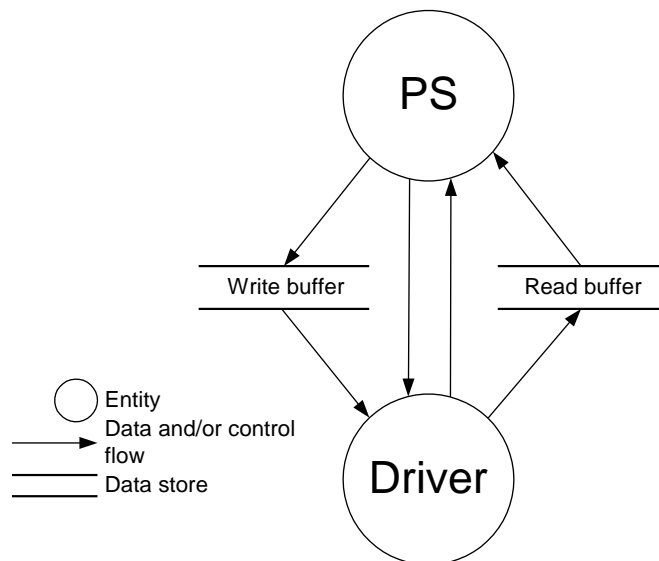 PS
Write buffer
Read buffer
Entity
Data and/or control
flow
Data store
Driver